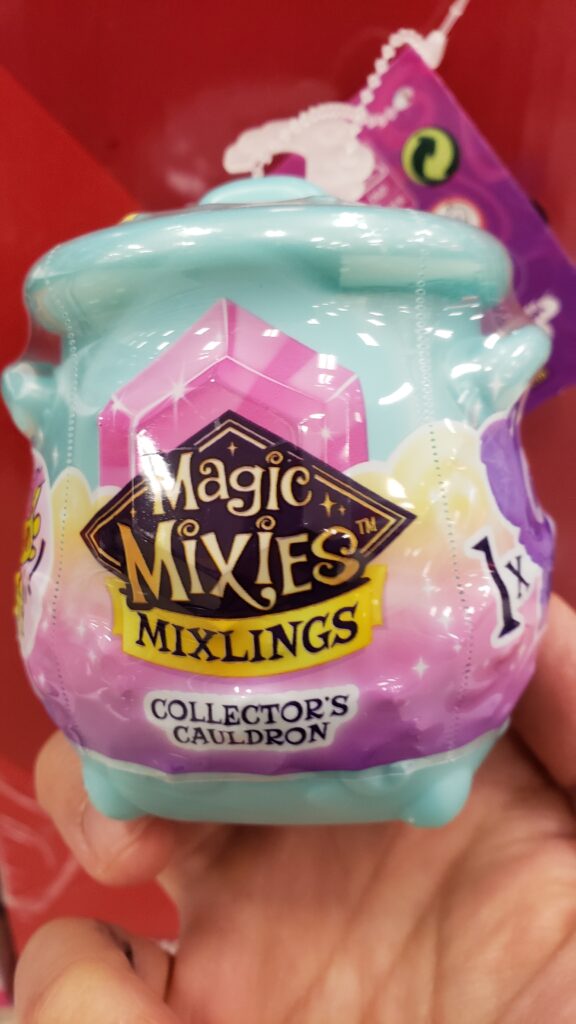 Magic
MIXIES™
MIXLINGS
COLLECTOR'S
CAULDRON
1x